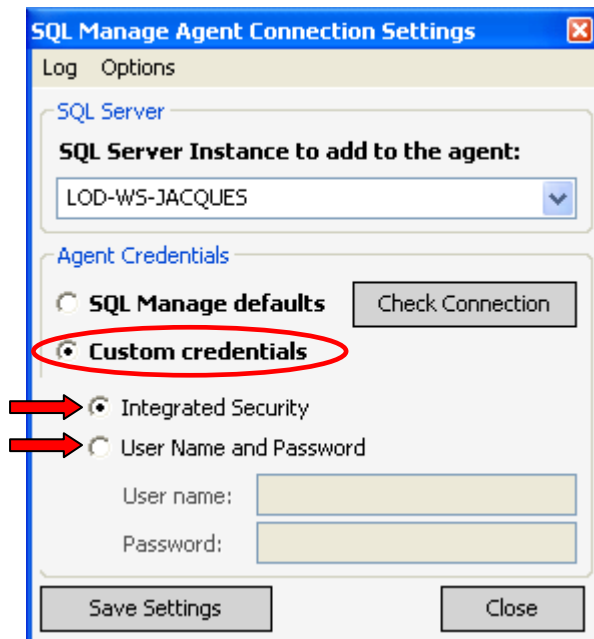 SQL Manage Agent Connection Settings
Log Options
SQL Server
SQL Server Instance to add to the agent:
LOD-WS-JACQUES
Agent Credentials
SQL Manage defaults Check Connection
Custom credentials
Integrated Security
User Name and Password
User name:
Password:
Save Settings Close